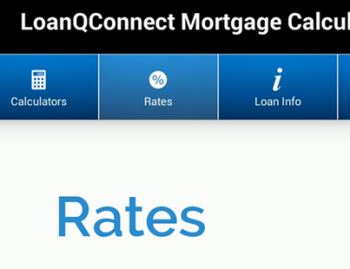 LoanQConnect Mortgage Calcul
Calculators Rates Loan Info
Rates